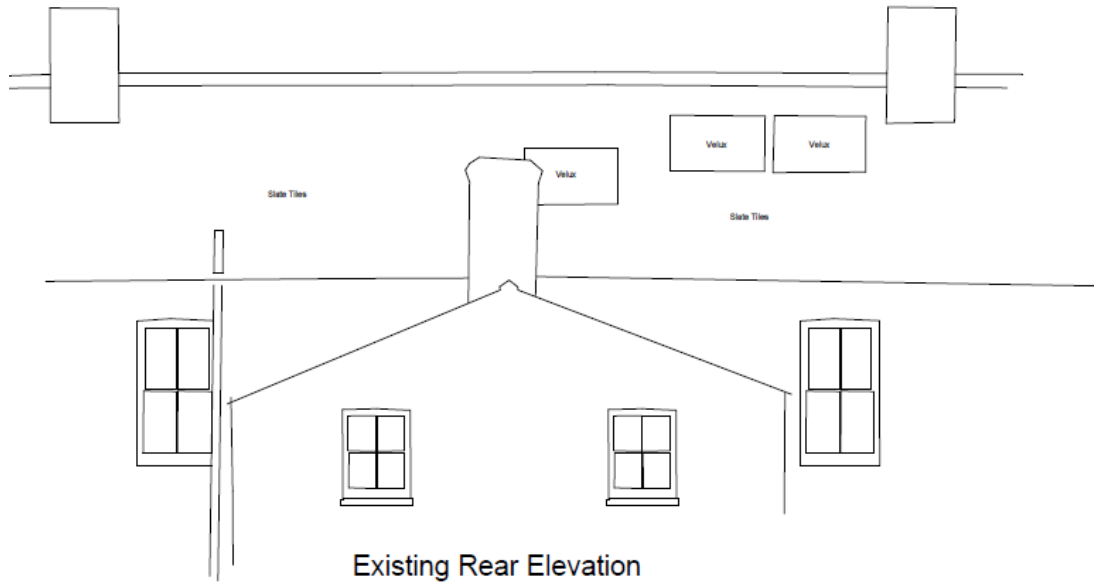 Velux
Velux
Velux
Slate Tiles
Slate Tiles
Existing Rear Elevation